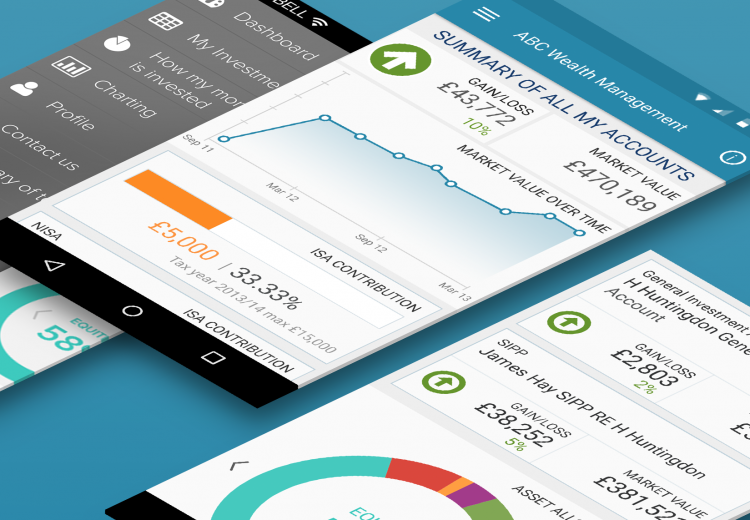 BELL
Dashboard
My Investme
How my mon
is invested
Charting
Profile
Contact us
ary of t
EQUIT
58%
ABC Wealth Management
SUMMARY OF ALL MY ACCOUNTS
GAIN/LOSS
£43,772
10%
MARKET VALUE
£470,189
MARKET VALUE OVER TIME
Sep 11
Mar 12
Sep 12
Mar 13
NISA
ISA CONTRIBUTION
£5,000 | 33.33%
Tax year 2013/14 max £15,000
ISA CONTRIBUTION
General Investment
H Huntingdon Gene
Account
GAIN/LOSS
£2,803
2%
SIPP
James Hay SIPP RE H Huntingdon
GAIN/LOSS
£38,252
5%
MARKET VALUE
£381,52
ASSET ALL
EQU